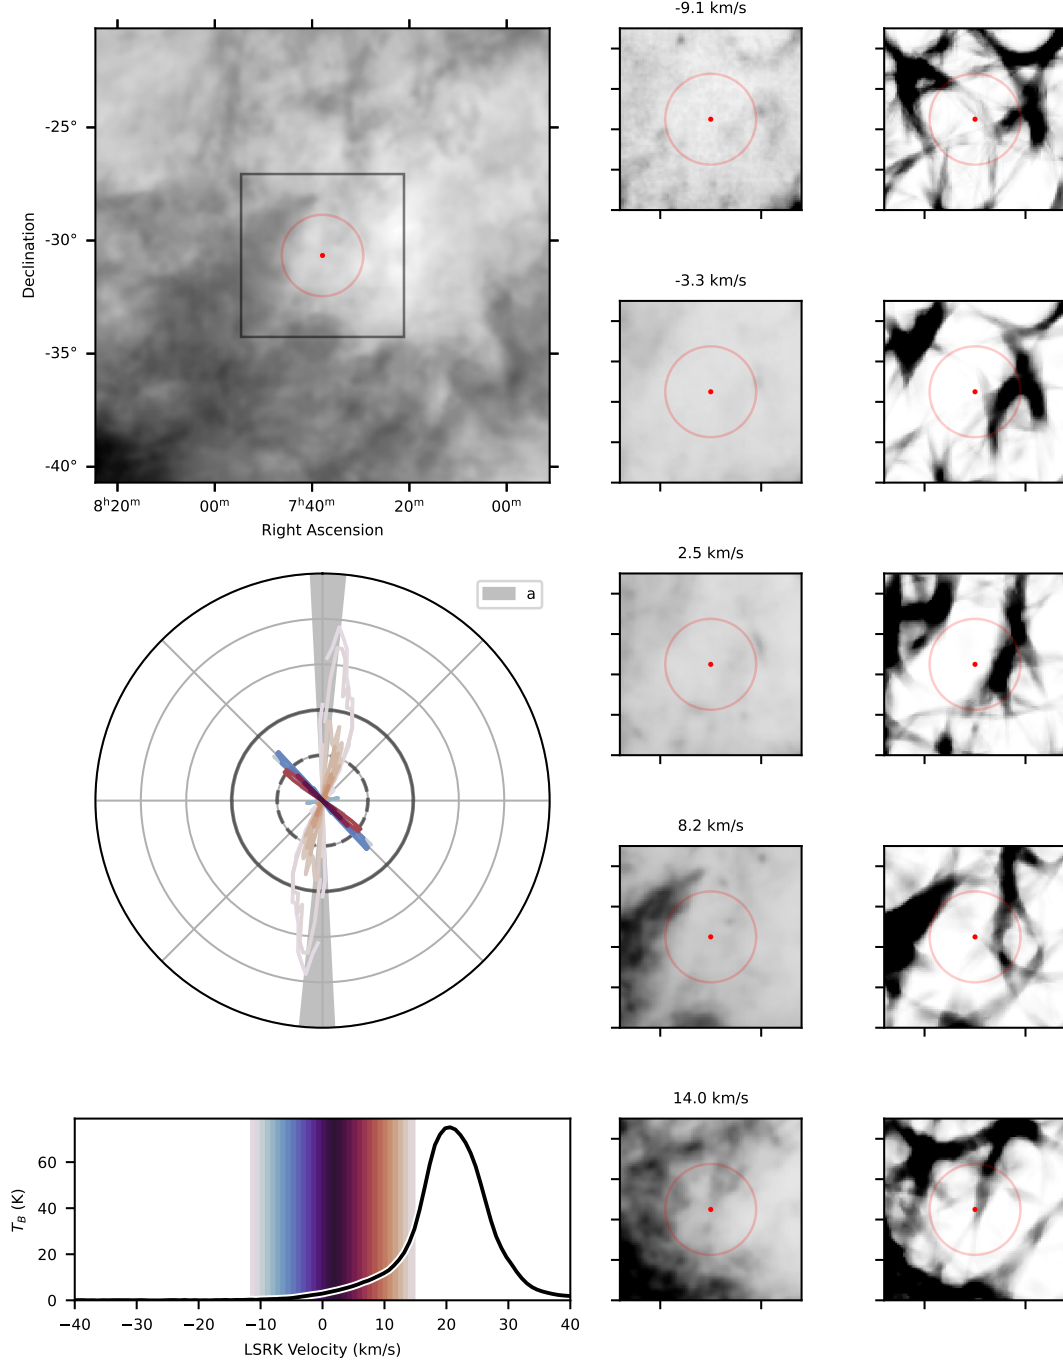 -9.1 km/s
-25°
-30°
-35°
-40°
Declination
8ʰ20ᵐ 00ᵐ 7ʰ40ᵐ 20ᵐ 00ᵐ
Right Ascension
-3.3 km/s
2.5 km/s
a
8.2 km/s
14.0 km/s
60
40
20
0
T_B (K)
−40 −30 −20 −10 0 10 20 30 40
LSRK Velocity (km/s)